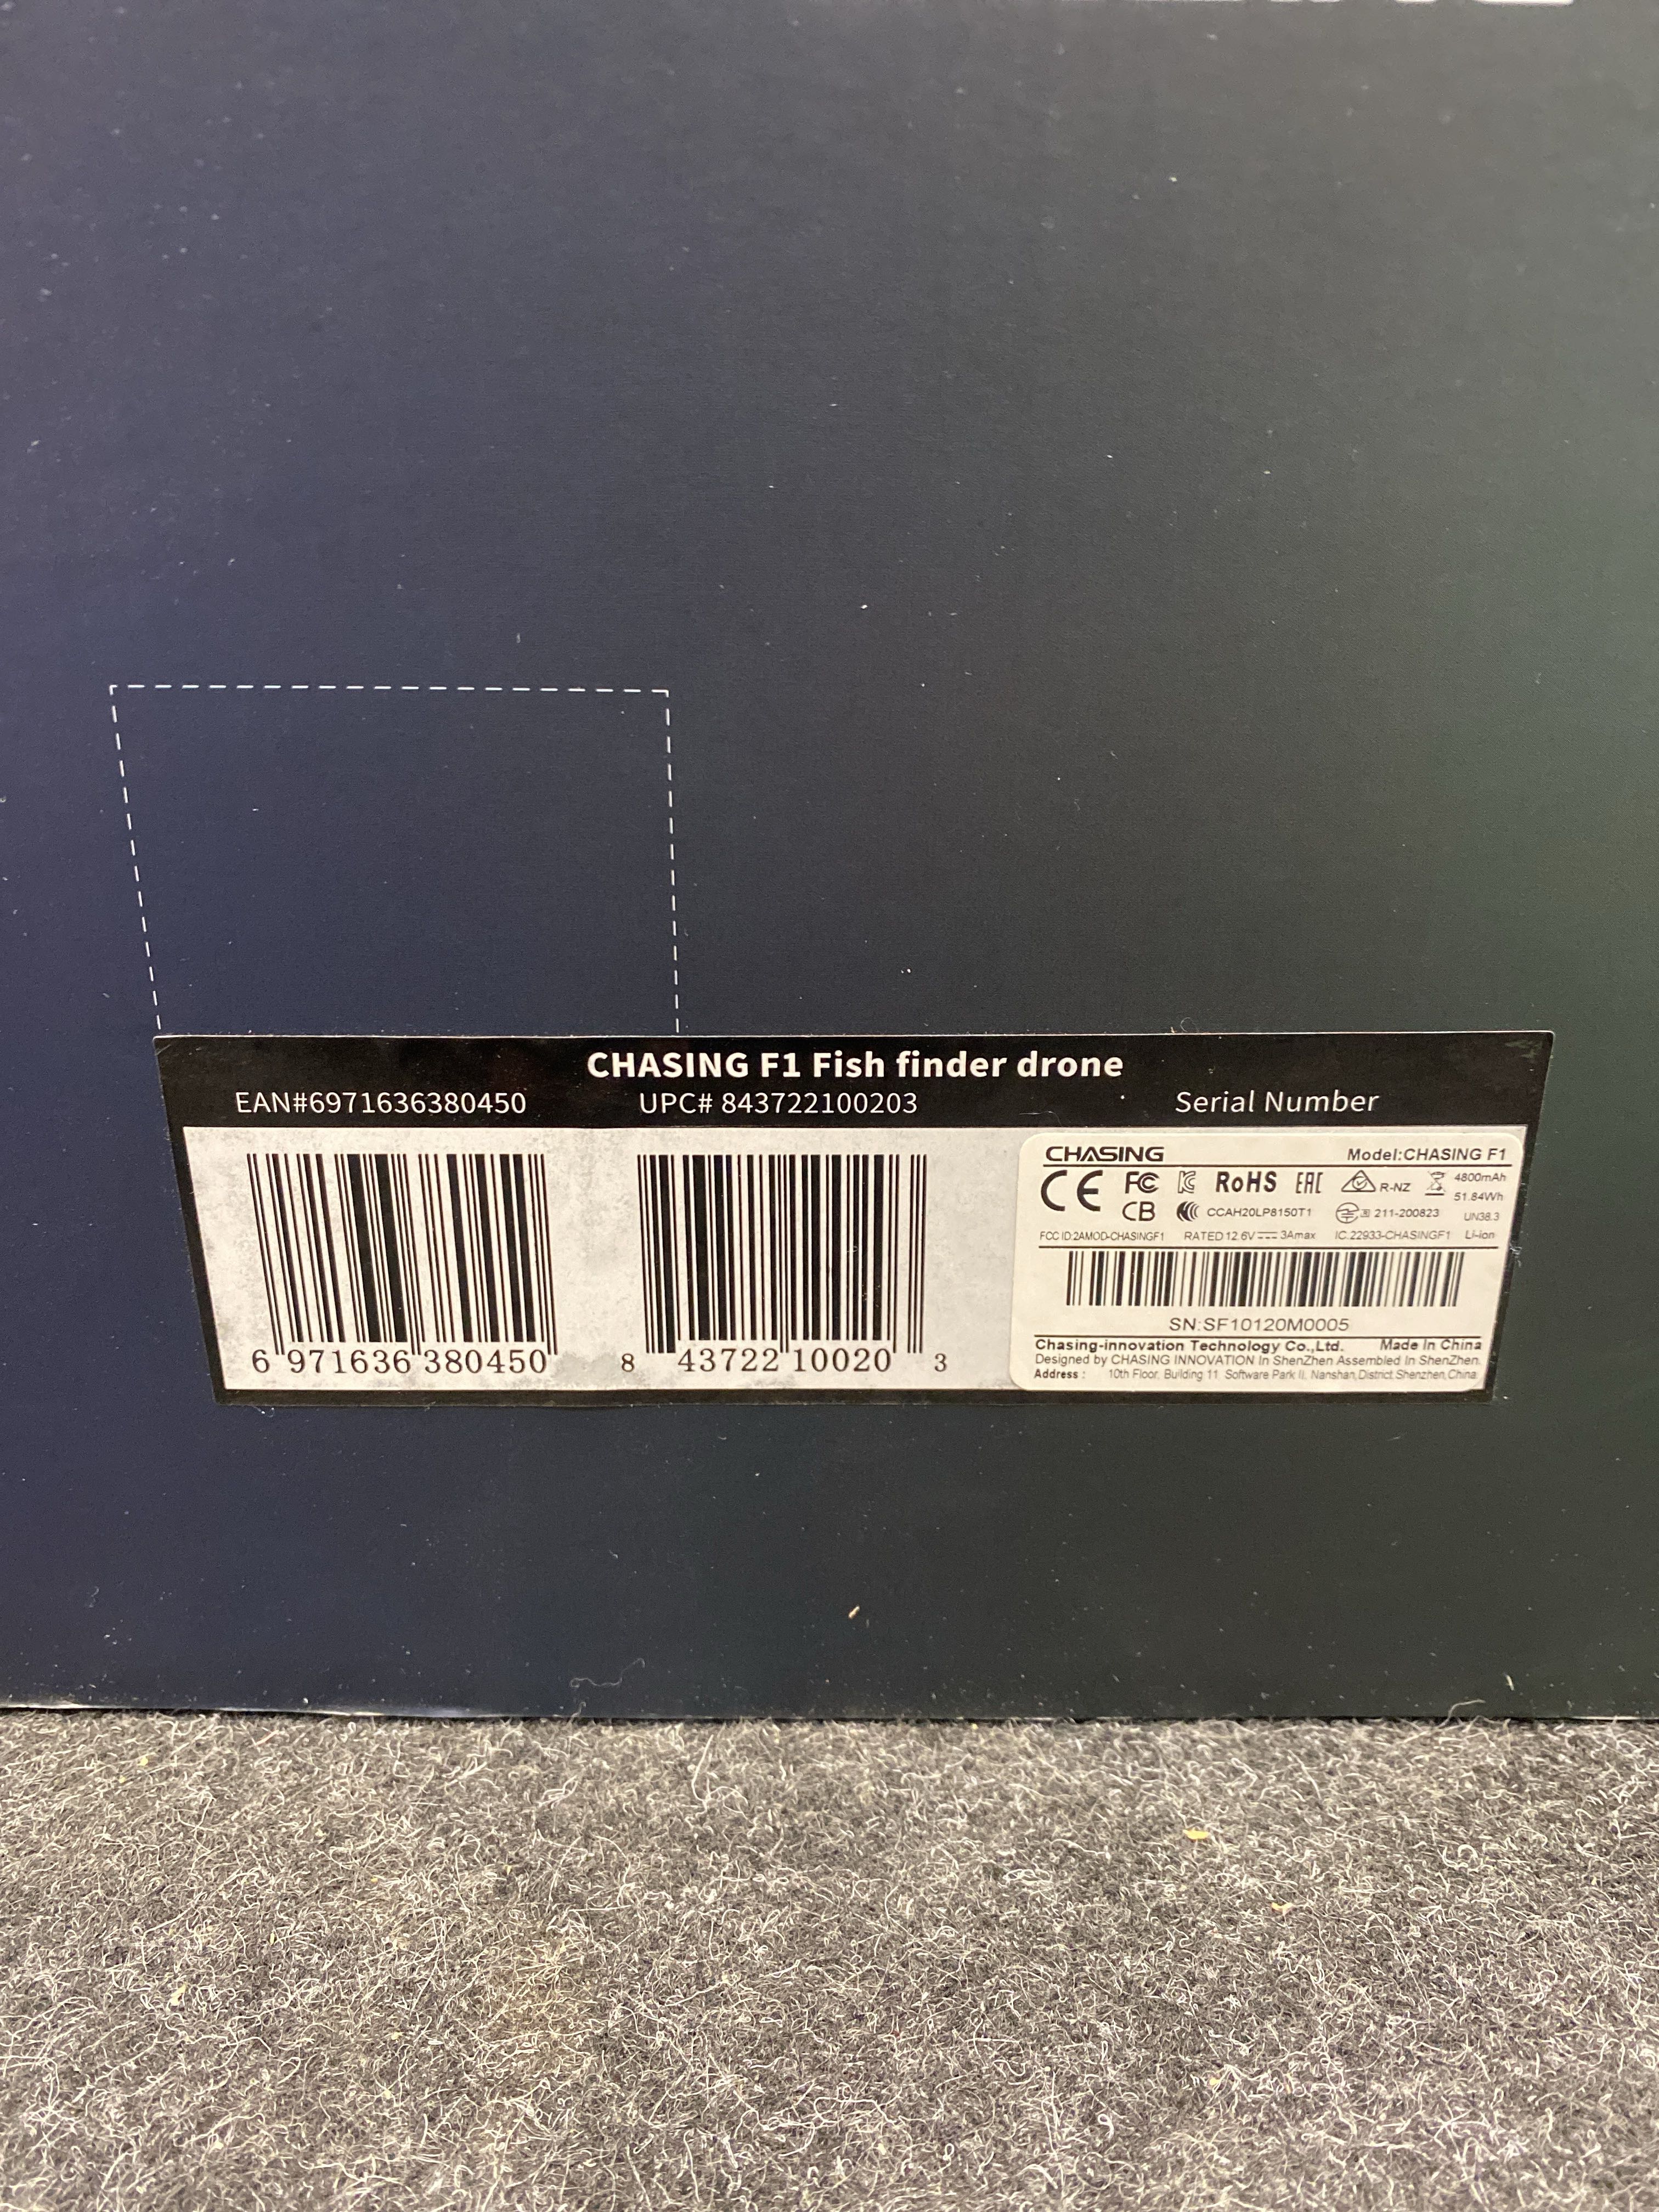 CHASING F1 Fish finder drone
EAN#6971636380450
UPC# 843722100203
Serial Number
6 971636 380450
8 43722 10020 3
CHASING Model:CHASING F1
CE FC RoHS EAC R-NZ 4800mAh
51.84Wh
CB CCAH20LP8150T1 211-200823 UN38.3
FCC ID:2AMOD-CHASINGF1 RATED 12.6V 3Amax IC:22933-CHASINGF1 Li-ion
SN:SF10120M0005
Chasing-innovation Technology Co.,Ltd. Made In China
Designed by CHASING INNOVATION In ShenZhen Assembled In ShenZhen.
Address : 10th Floor, Building 11 Software Park II, Nanshan,District Shenzhen,China